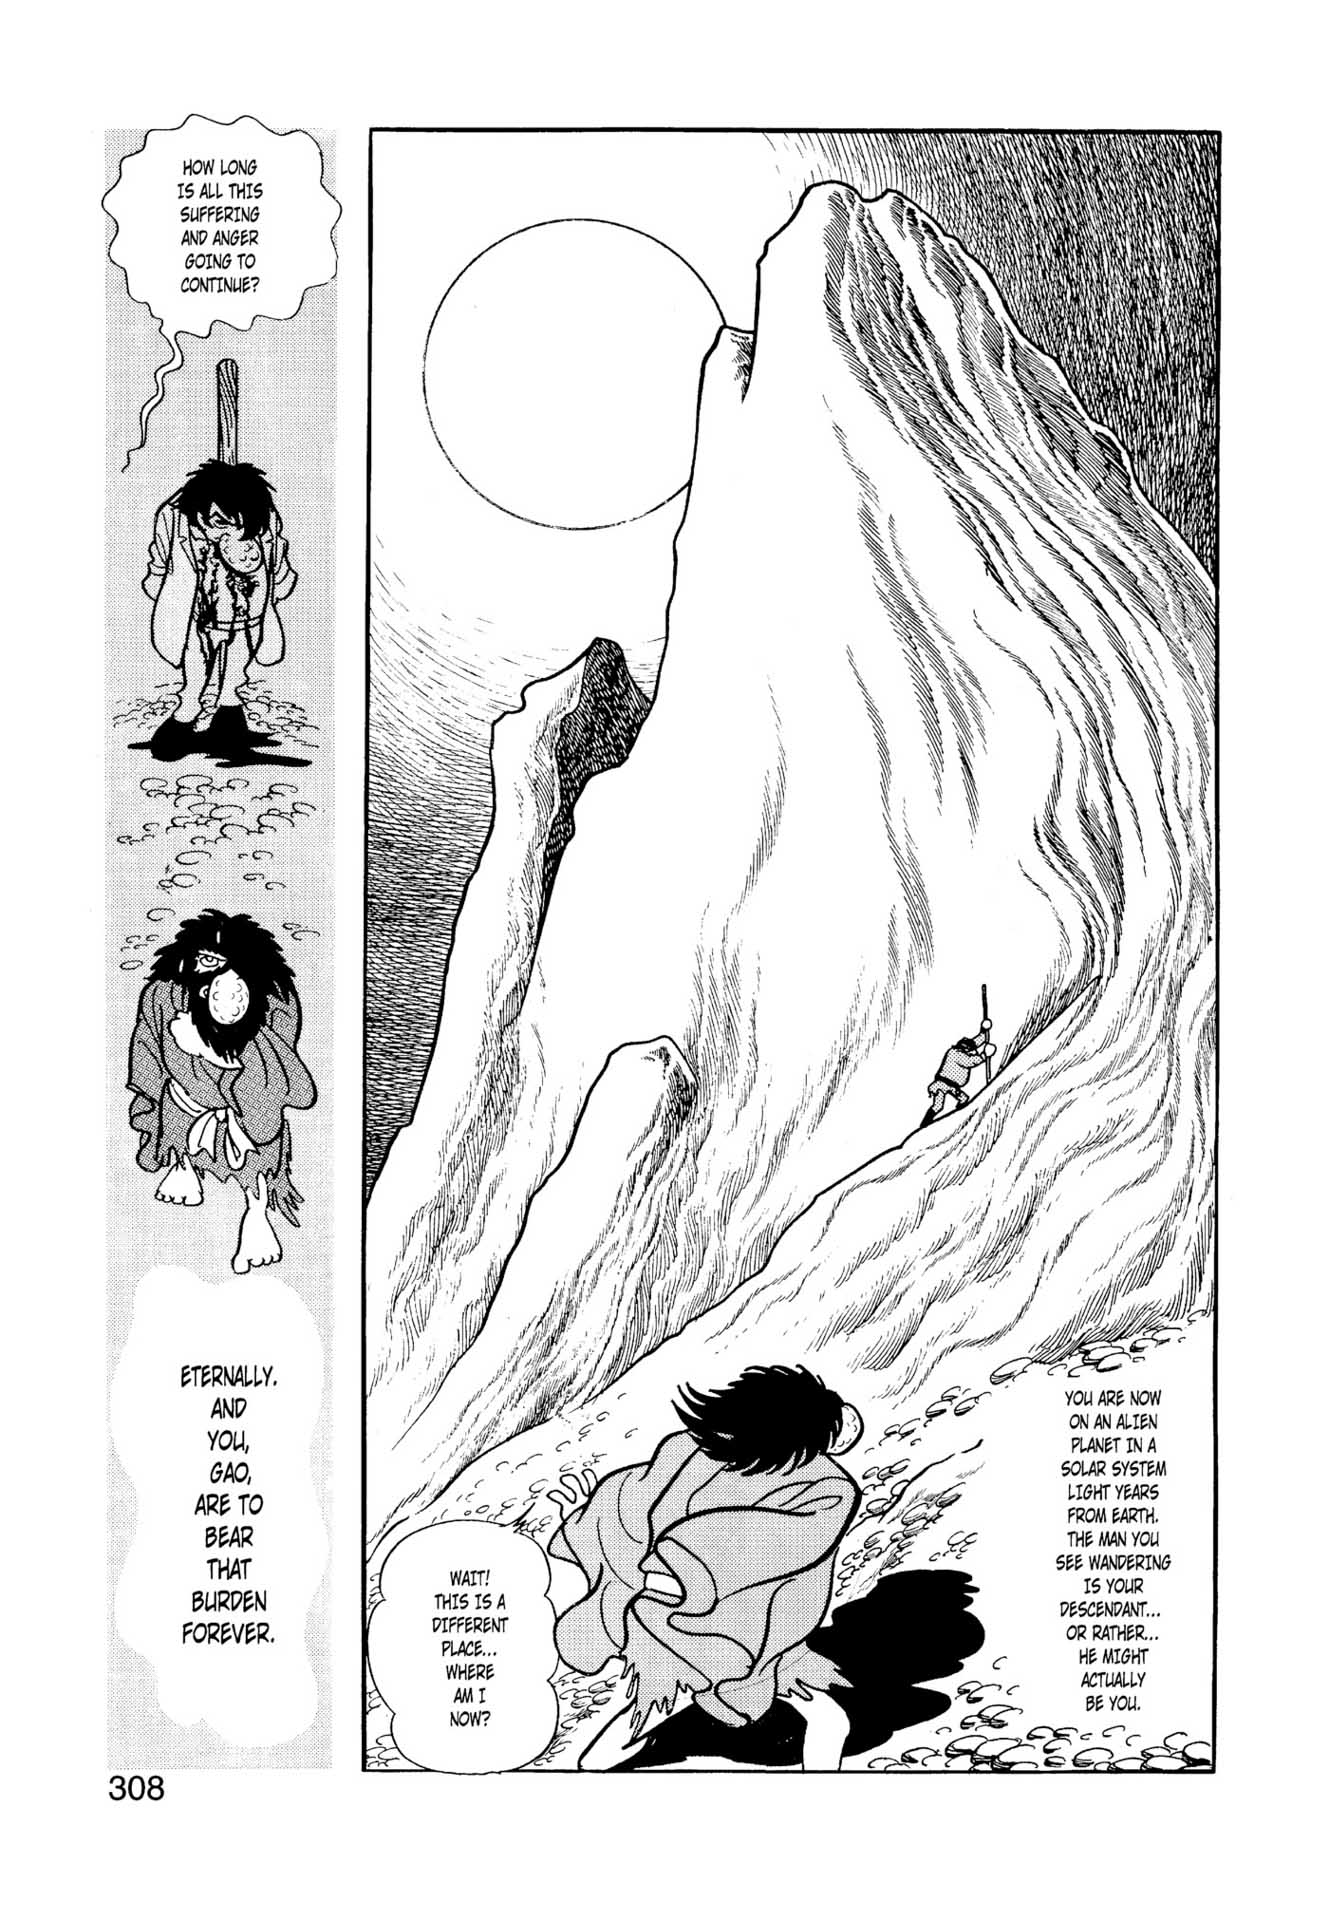 HOW LONG
IS ALL THIS
SUFFERING
AND ANGER
GOING TO
CONTINUE?
ETERNALLY.
AND
YOU,
GAO,
ARE TO
BEAR
THAT
BURDEN
FOREVER.
WAIT!
THIS IS A
DIFFERENT
PLACE...
WHERE
AM I
NOW?
YOU ARE NOW
ON AN ALIEN
PLANET IN A
SOLAR SYSTEM
LIGHT YEARS
FROM EARTH.
THE MAN YOU
SEE WANDERING
IS YOUR
DESCENDANT...
OR RATHER...
HE MIGHT
ACTUALLY
BE YOU.
308